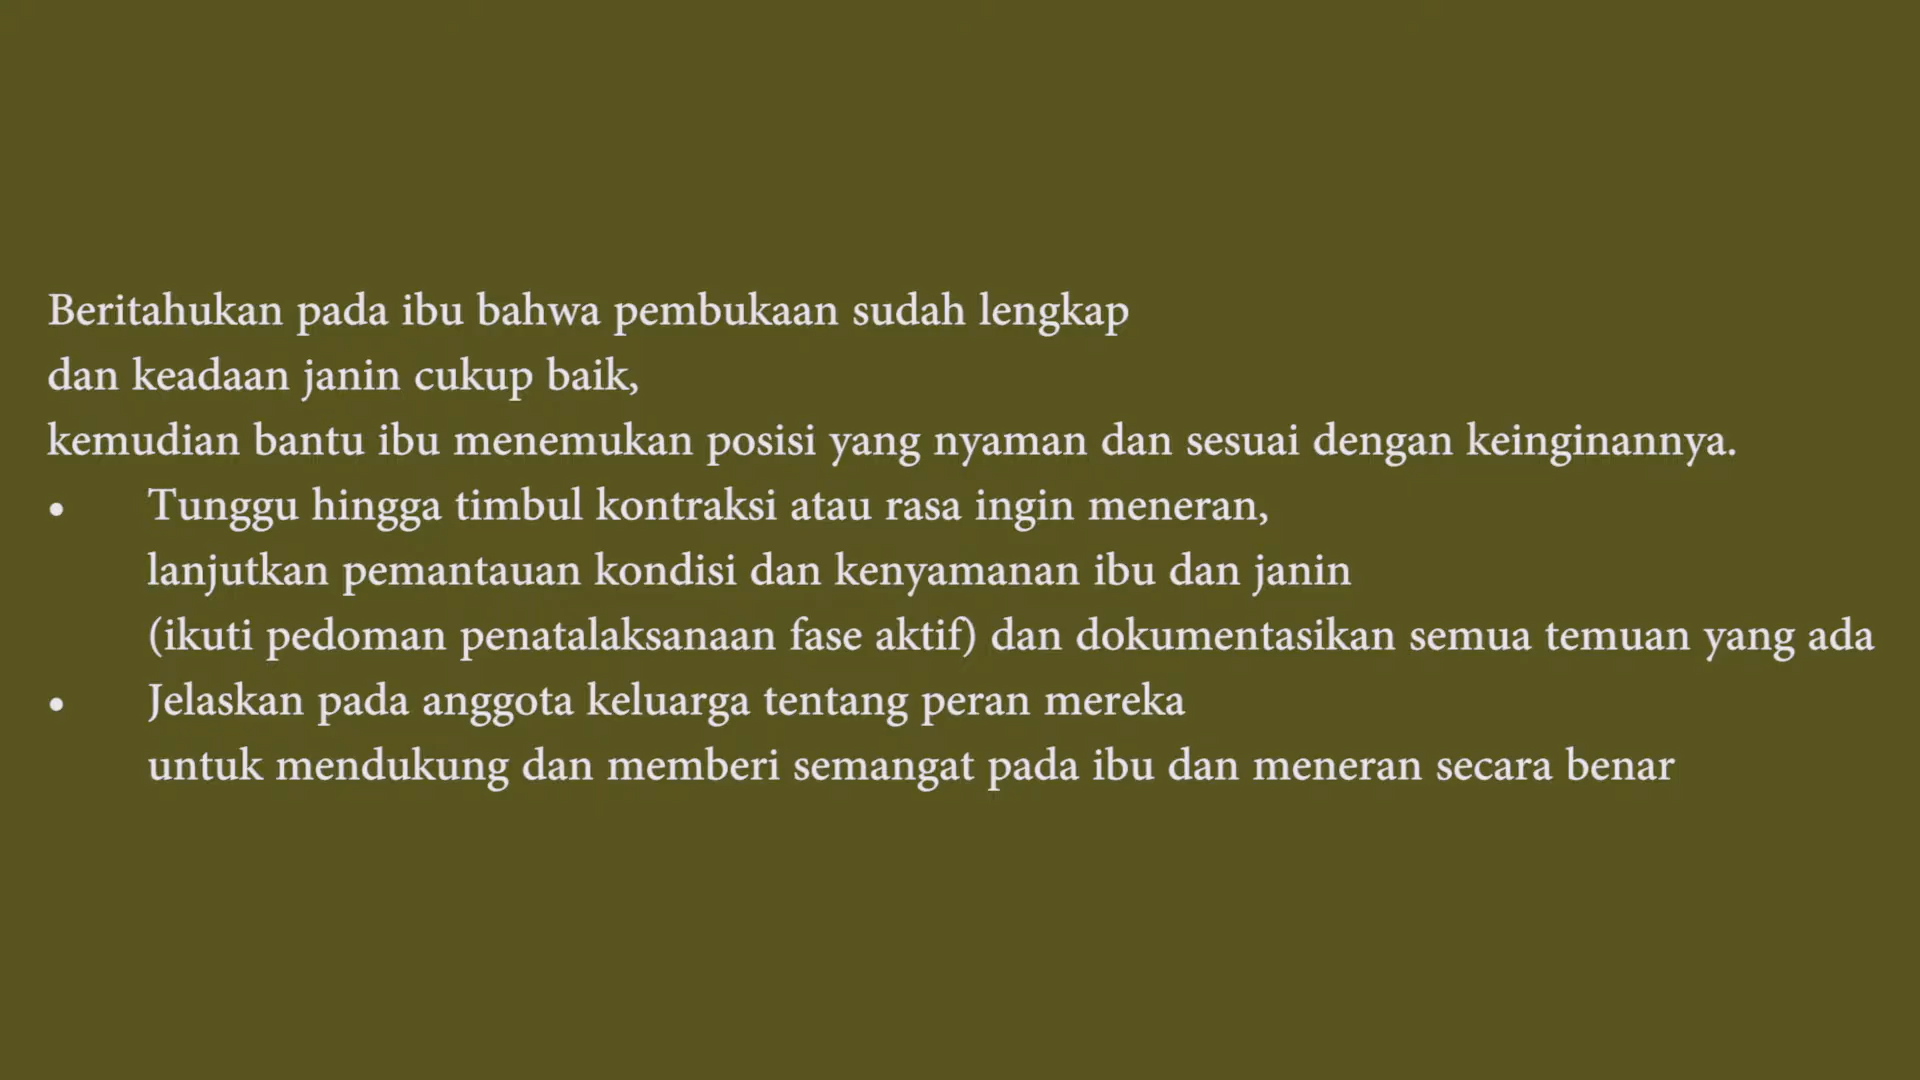 Beritahukan pada ibu bahwa pembukaan sudah lengkap
dan keadaan janin cukup baik,
kemudian bantu ibu menemukan posisi yang nyaman dan sesuai dengan keinginannya.
• Tunggu hingga timbul kontraksi atau rasa ingin meneran,
lanjutkan pemantauan kondisi dan kenyamanan ibu dan janin
(ikuti pedoman penatalaksanaan fase aktif) dan dokumentasikan semua temuan yang ada
• Jelaskan pada anggota keluarga tentang peran mereka
untuk mendukung dan memberi semangat pada ibu dan meneran secara benar